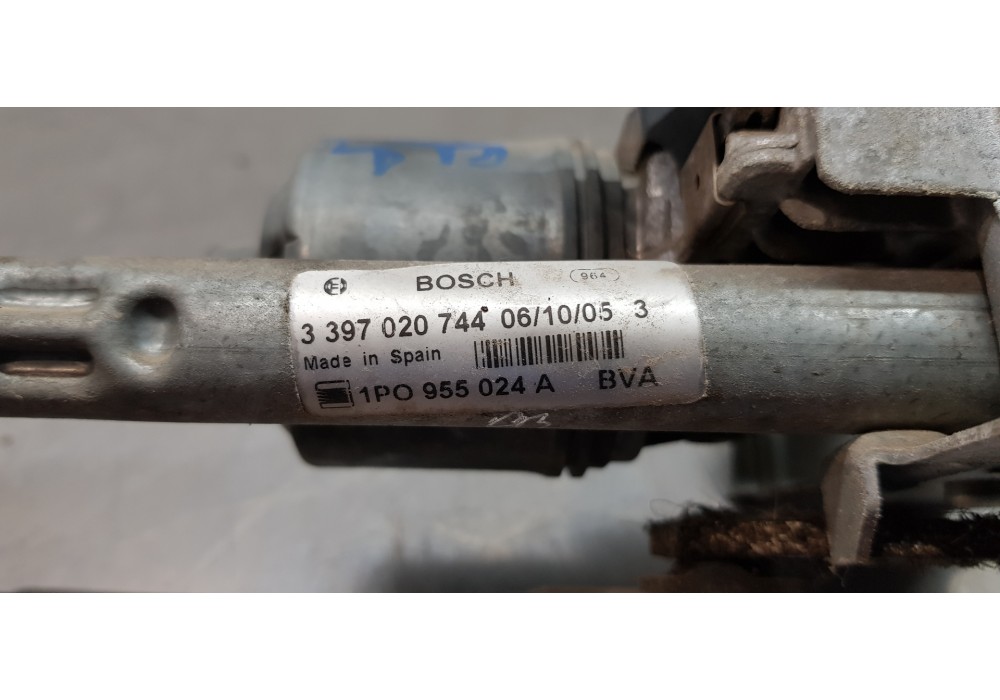 BOSCH 964
3 397 020 744 06/10/05 3
Made in Spain
1PO 955 024 A BVA